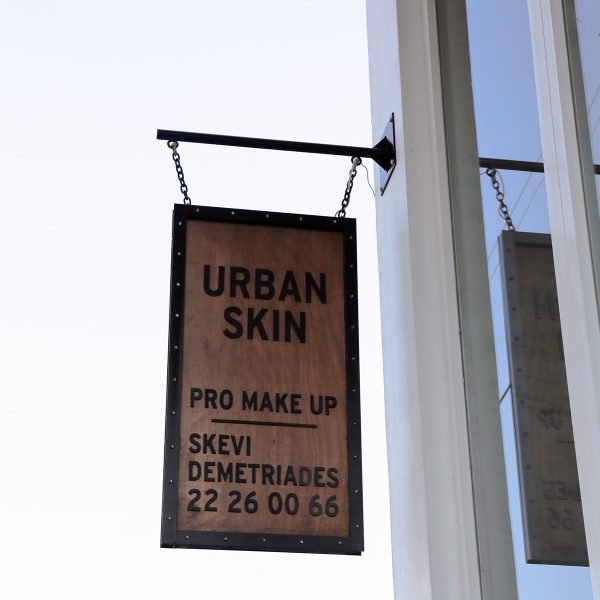 URBAN
SKIN
PRO MAKE UP
SKEVI
DEMETRIADES
22 26 00 66